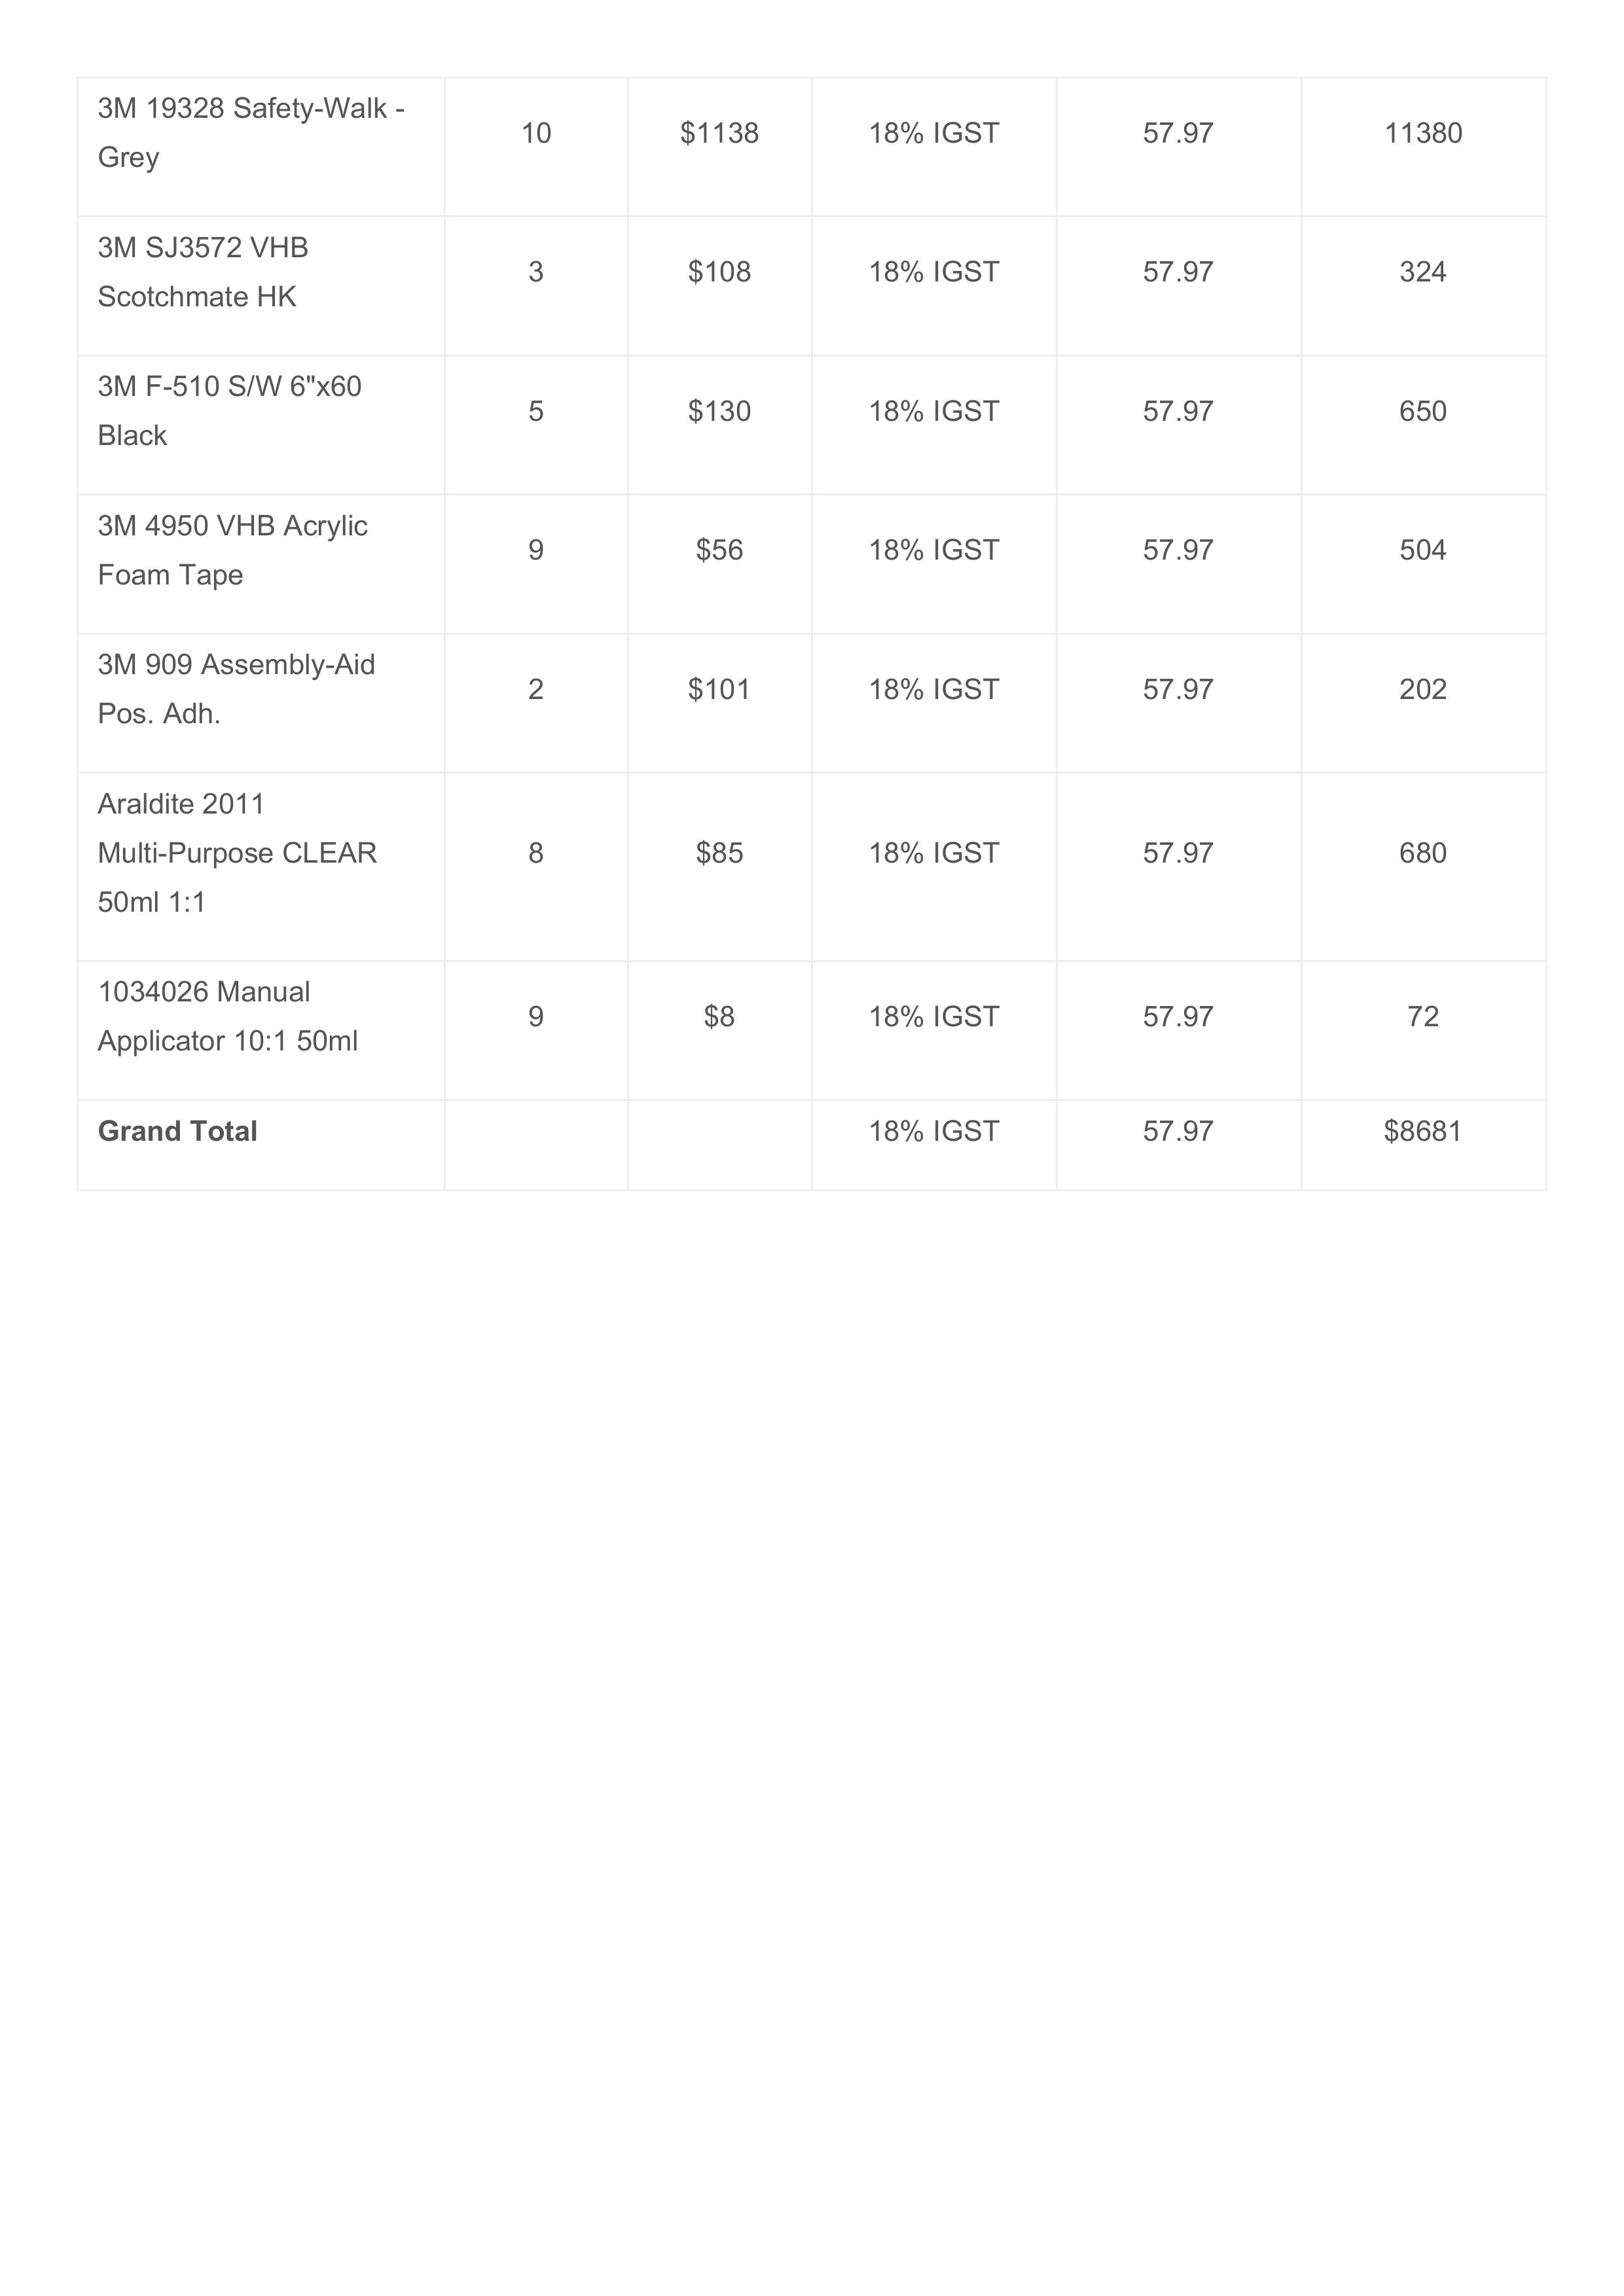 3M 19328 Safety-Walk -
Grey
10
$1138
18% IGST
57.97
11380
3M SJ3572 VHB
Scotchmate HK
3
$108
18% IGST
57.97
324
3M F-510 S/W 6"x60
Black
5
$130
18% IGST
57.97
650
3M 4950 VHB Acrylic
Foam Tape
9
$56
18% IGST
57.97
504
3M 909 Assembly-Aid
Pos. Adh.
2
$101
18% IGST
57.97
202
Araldite 2011
Multi-Purpose CLEAR
50ml 1:1
8
$85
18% IGST
57.97
680
1034026 Manual
Applicator 10:1 50ml
9
$8
18% IGST
57.97
72
Grand Total
18% IGST
57.97
$8681